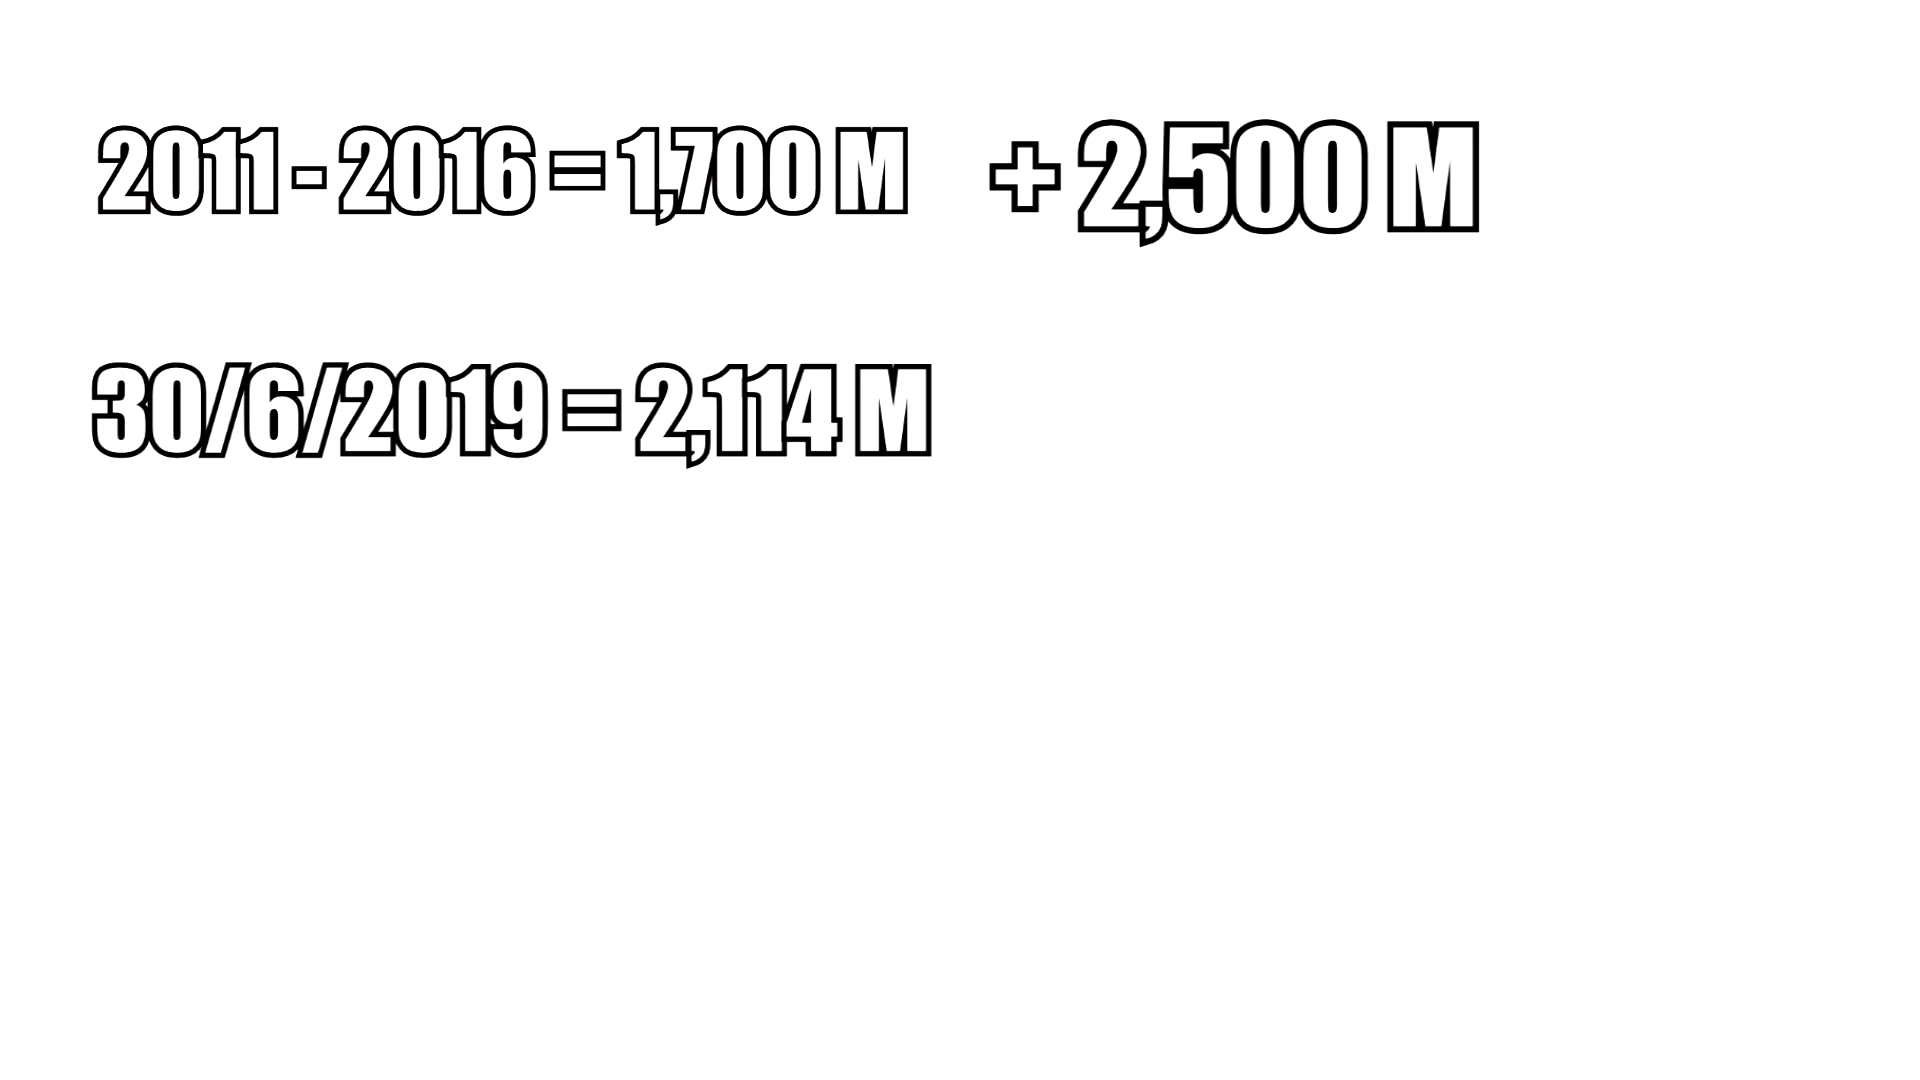 2011 - 2016 = 1,700 M + 2,500 M
30/6/2019 = 2,114 M